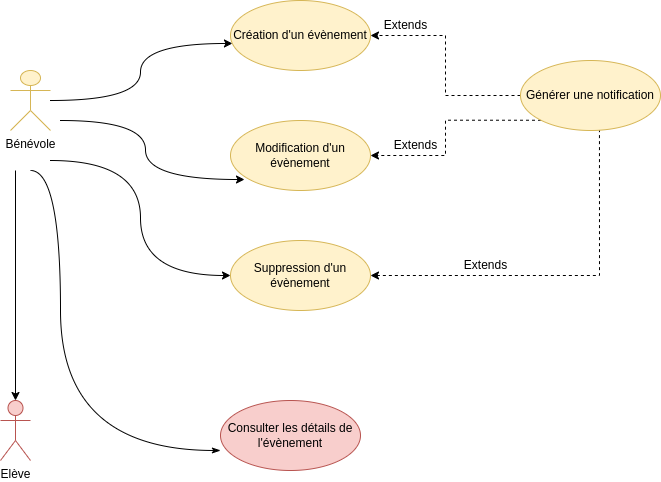 Extends
Création d'un évènement
Générer une notification
Bénévole
Modification d'un
évènement
Extends
Suppression d'un
évènement
Extends
Consulter les détails de
l'évènement
Elève